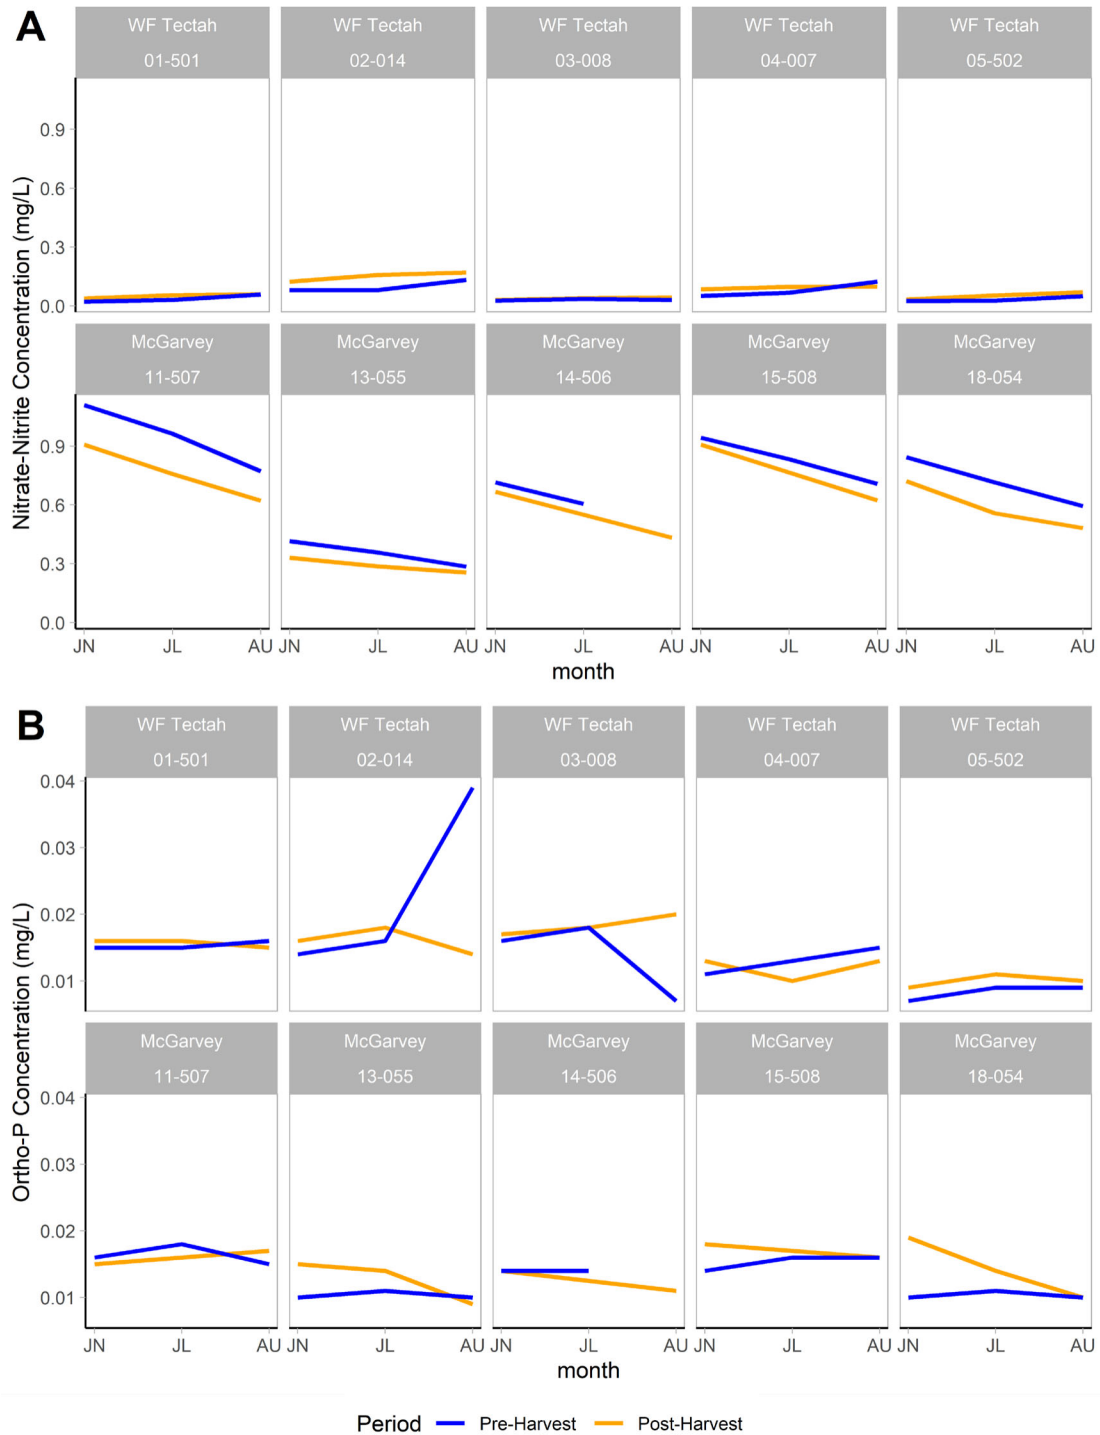 A
WF Tectah WF Tectah WF Tectah WF Tectah WF Tectah
01-501 02-014 03-008 04-007 05-502
0.9
0.6
0.3
0.0
Nitrate-Nitrite Concentration (mg/L)
McGarvey McGarvey McGarvey McGarvey McGarvey
11-507 13-055 14-506 15-508 18-054
0.9
0.6
0.3
0.0
JN JL AU JN JL AU JN JL AU JN JL AU JN JL AU
month
B
WF Tectah WF Tectah WF Tectah WF Tectah WF Tectah
01-501 02-014 03-008 04-007 05-502
0.04
0.03
0.02
0.01
Ortho-P Concentration (mg/L)
McGarvey McGarvey McGarvey McGarvey McGarvey
11-507 13-055 14-506 15-508 18-054
0.04
0.03
0.02
0.01
JN JL AU JN JL AU JN JL AU JN JL AU JN JL AU
month
Period Pre-Harvest Post-Harvest